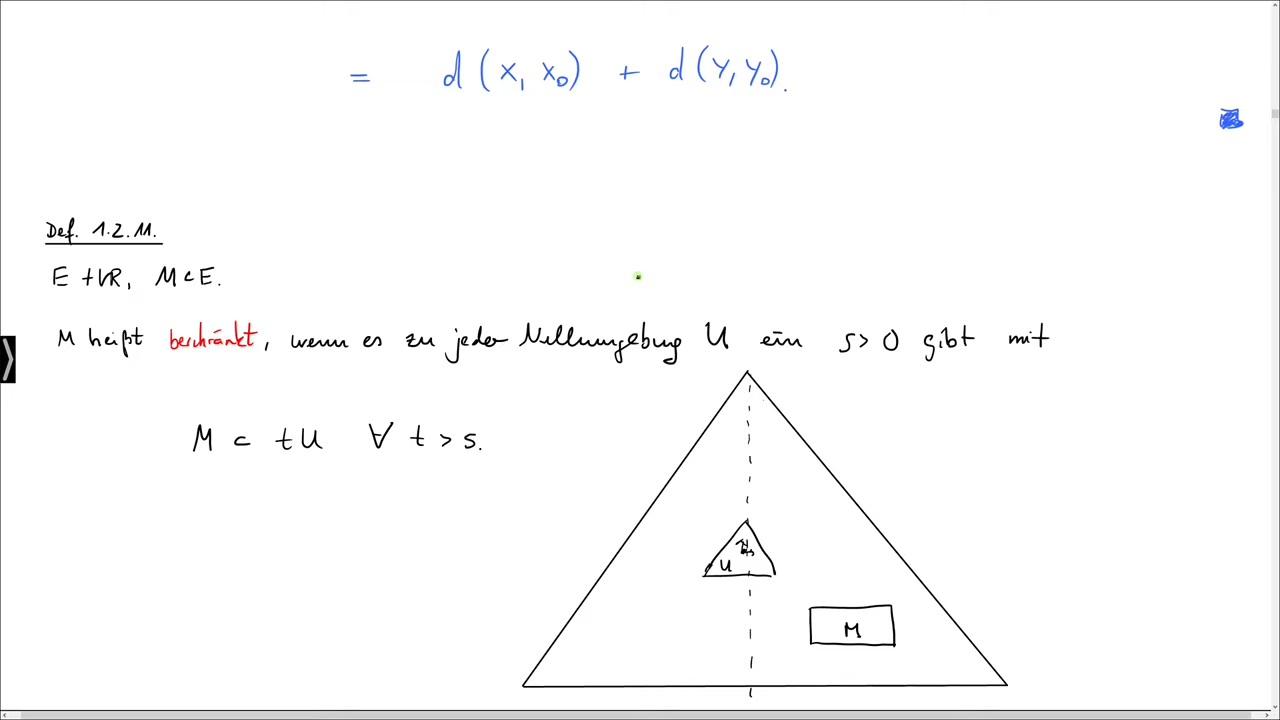 = d(x, x₀) + d(y, y₀).
Def. 1.2.11.
E tVR, M⊂E.
M heißt beschränkt, wenn es zu jeder Nullumgebung U ein s>0 gibt mit
M ⊂ tU ∀ t>s.
U
M